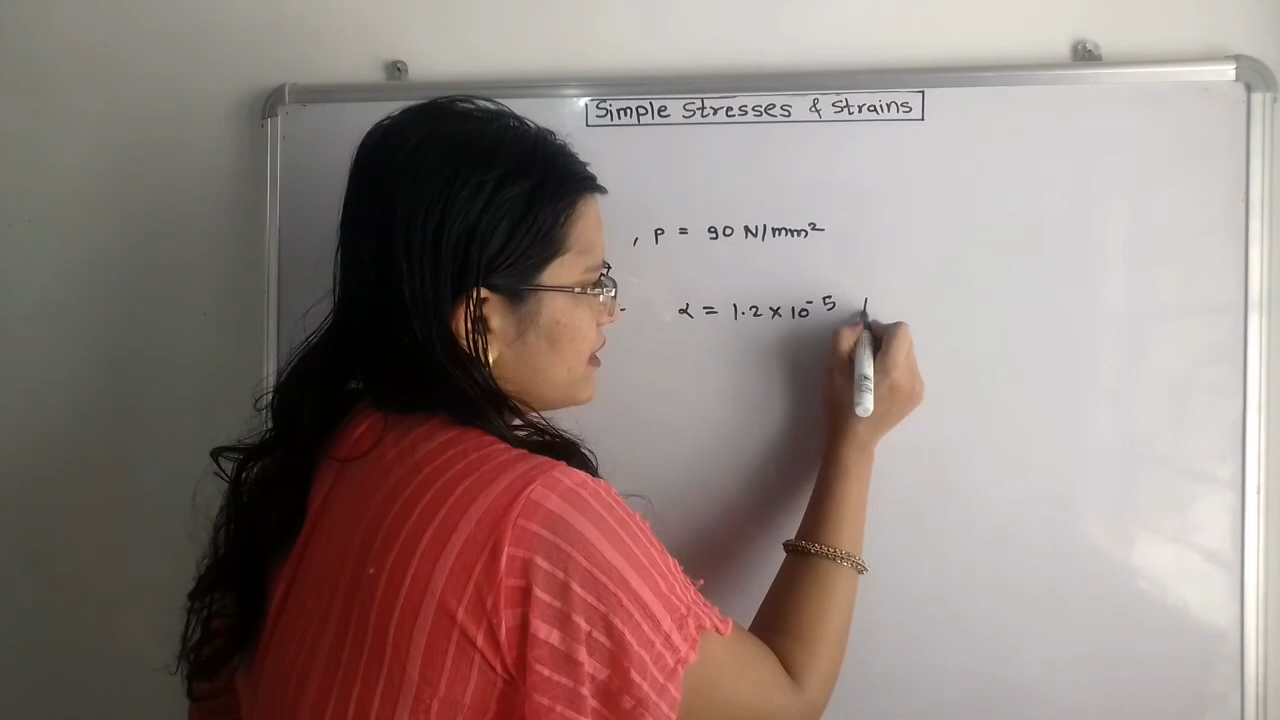 Simple Stresses & Strains
, P = 90 N/mm²
α = 1.2 × 10⁻⁵ /